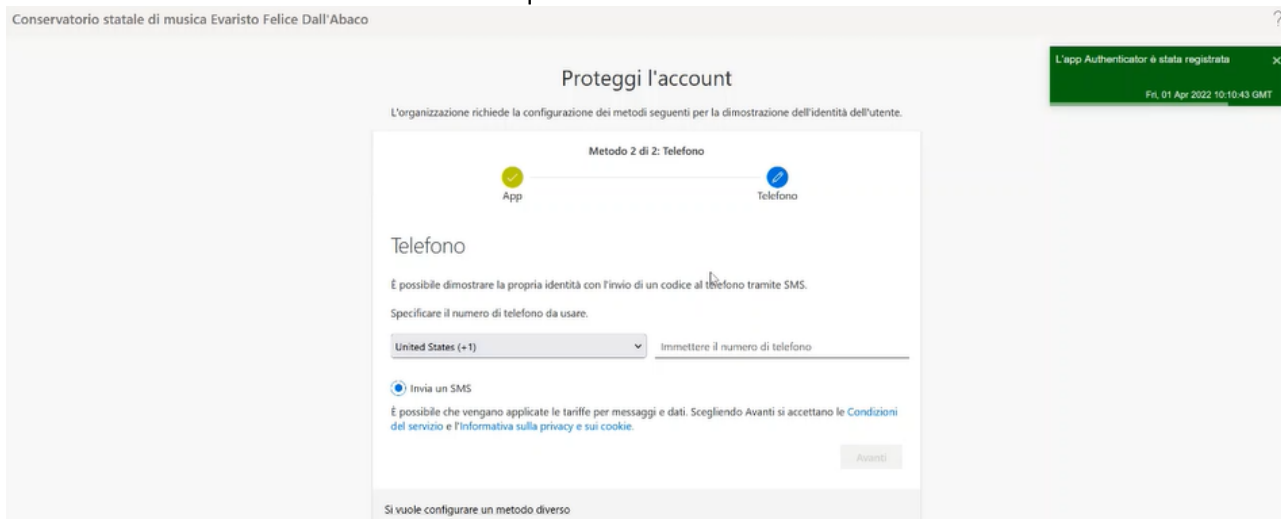 Conservatorio statale di musica Evaristo Felice Dall'Abaco
?
L'app Authenticator è stata registrata
Fri, 01 Apr 2022 10:10:43 GMT
Proteggi l'account
L'organizzazione richiede la configurazione dei metodi seguenti per la dimostrazione dell'identità dell'utente.
Metodo 2 di 2: Telefono
App
Telefono
Telefono
È possibile dimostrare la propria identità con l'invio di un codice al telefono tramite SMS.
Specificare il numero di telefono da usare.
United States (+1)
Immettere il numero di telefono
Invia un SMS
È possibile che vengano applicate le tariffe per messaggi e dati. Scegliendo Avanti si accettano le Condizioni
del servizio e l'Informativa sulla privacy e sui cookie.
Avanti
Si vuole configurare un metodo diverso